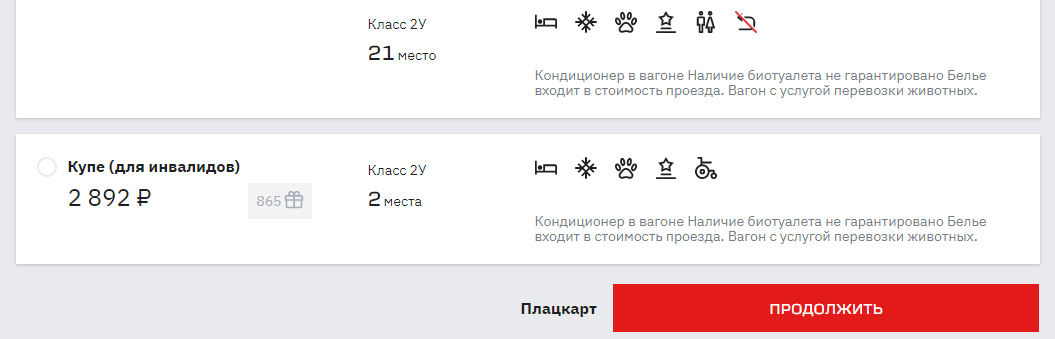 Класс 2У
21 место
Кондиционер в вагоне Наличие биотуалета не гарантировано Белье
входит в стоимость проезда. Вагон с услугой перевозки животных.
Купе (для инвалидов)
2 892 ₽
865
Класс 2У
2 места
Кондиционер в вагоне Наличие биотуалета не гарантировано Белье
входит в стоимость проезда. Вагон с услугой перевозки животных.
Плацкарт
ПРОДОЛЖИТЬ